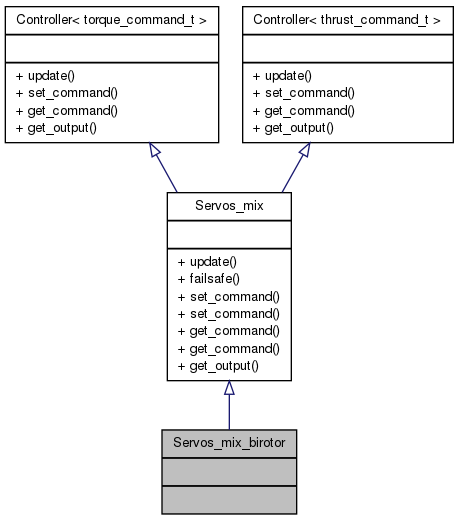 Controller< torque_command_t >
+ update()
+ set_command()
+ get_command()
+ get_output()
Controller< thrust_command_t >
+ update()
+ set_command()
+ get_command()
+ get_output()
Servos_mix
+ update()
+ failsafe()
+ set_command()
+ set_command()
+ get_command()
+ get_command()
+ get_output()
Servos_mix_birotor